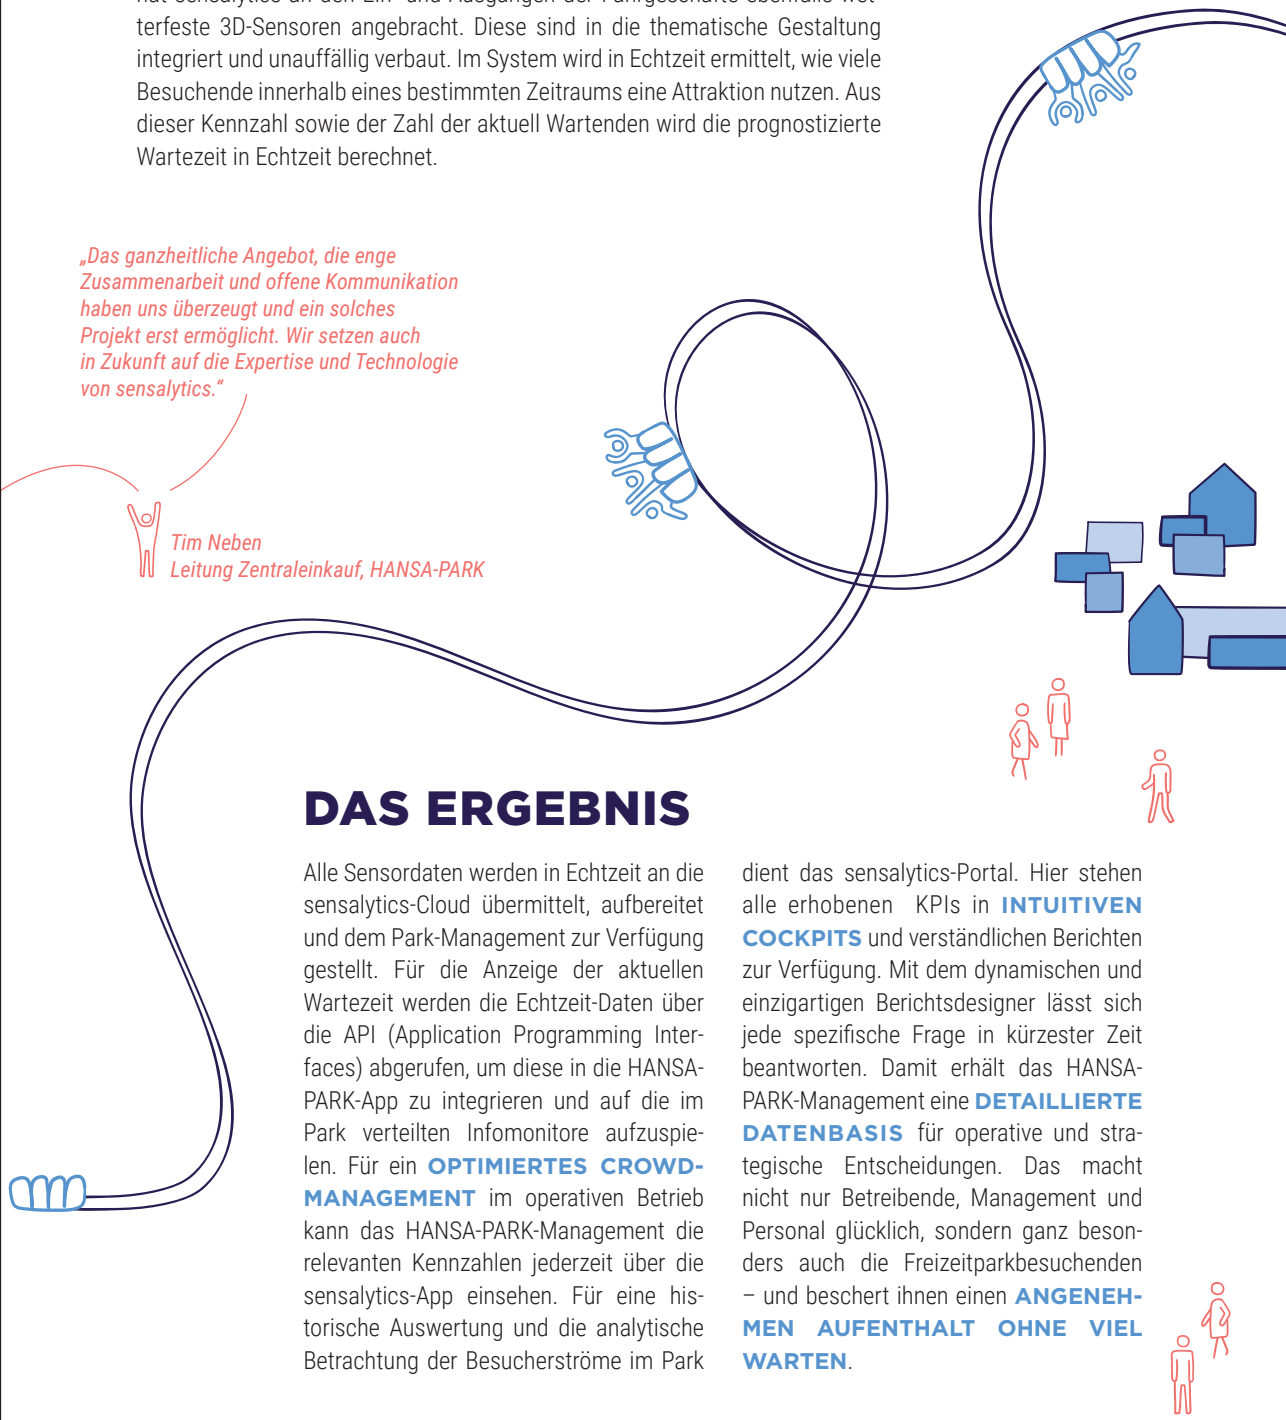 terfeste 3D-Sensoren angebracht. Diese sind in die thematische Gestaltung
integriert und unauffällig verbaut. Im System wird in Echtzeit ermittelt, wie viele
Besuchende innerhalb eines bestimmten Zeitraums eine Attraktion nutzen. Aus
dieser Kennzahl sowie der Zahl der aktuell Wartenden wird die prognostizierte
Wartezeit in Echtzeit berechnet.
„Das ganzheitliche Angebot, die enge
Zusammenarbeit und offene Kommunikation
haben uns überzeugt und ein solches
Projekt erst ermöglicht. Wir setzen auch
in Zukunft auf die Expertise und Technologie
von sensalytics.“
Tim Neben
Leitung Zentraleinkauf, HANSA-PARK
DAS ERGEBNIS
Alle Sensordaten werden in Echtzeit an die
sensalytics-Cloud übermittelt, aufbereitet
und dem Park-Management zur Verfügung
gestellt. Für die Anzeige der aktuellen
Wartezeit werden die Echtzeit-Daten über
die API (Application Programming Inter-
faces) abgerufen, um diese in die HANSA-
PARK-App zu integrieren und auf die im
Park verteilten Infomonitore aufzuspie-
len. Für ein OPTIMIERTES CROWD-
MANAGEMENT im operativen Betrieb
kann das HANSA-PARK-Management die
relevanten Kennzahlen jederzeit über die
sensalytics-App einsehen. Für eine his-
torische Auswertung und die analytische
Betrachtung der Besucherströme im Park
dient das sensalytics-Portal. Hier stehen
alle erhobenen KPIs in INTUITIVEN
COCKPITS und verständlichen Berichten
zur Verfügung. Mit dem dynamischen und
einzigartigen Berichtsdesigner lässt sich
jede spezifische Frage in kürzester Zeit
beantworten. Damit erhält das HANSA-
PARK-Management eine DETAILLIERTE
DATENBASIS für operative und stra-
tegische Entscheidungen. Das macht
nicht nur Betreibende, Management und
Personal glücklich, sondern ganz beson-
ders auch die Freizeitparkbesuchenden
– und beschert ihnen einen ANGENEH-
MEN AUFENTHALT OHNE VIEL
WARTEN.